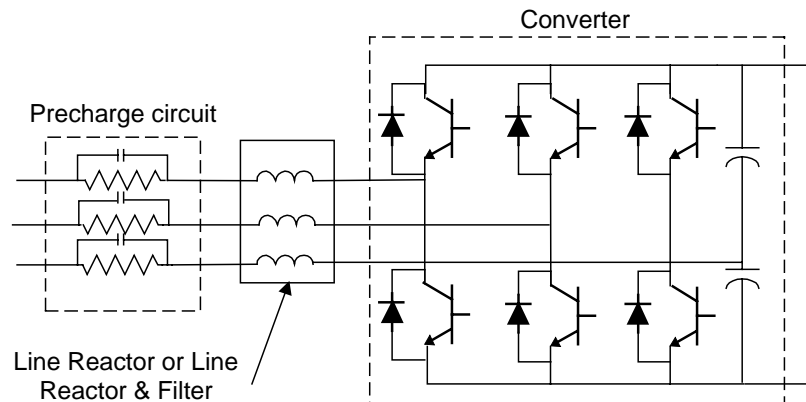 Converter
Precharge circuit
Line Reactor or Line
Reactor & Filter